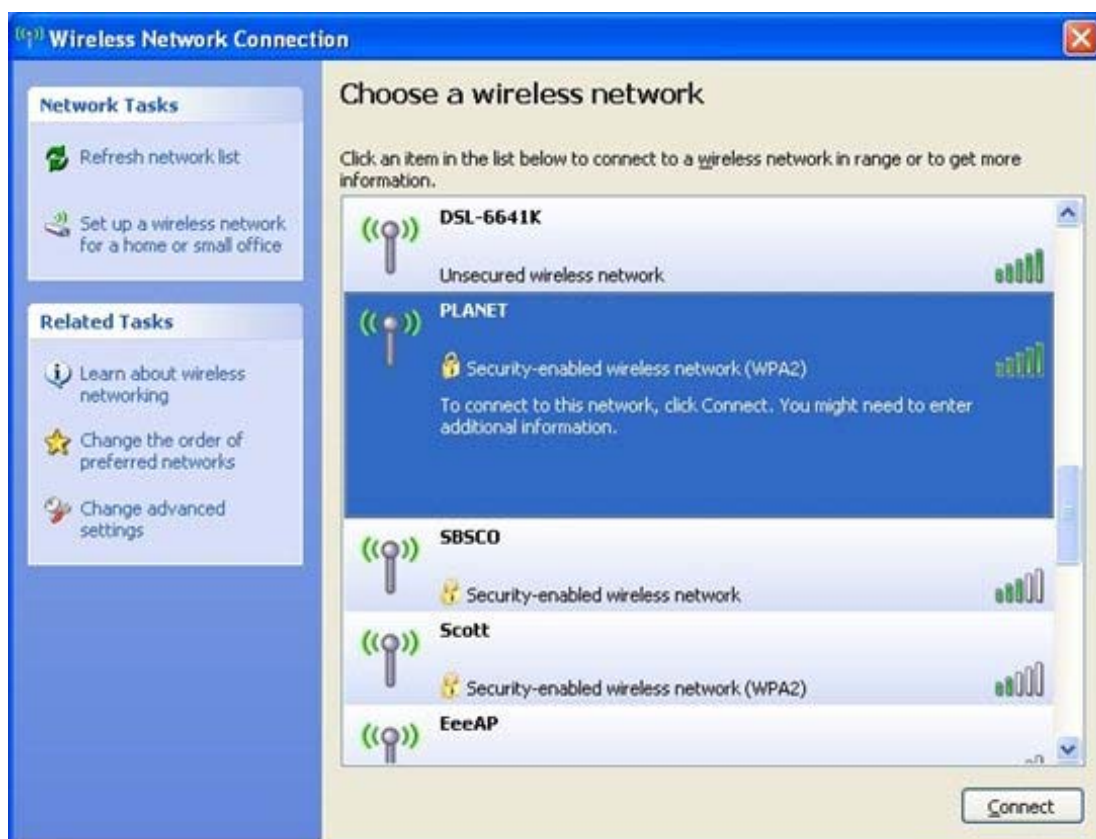 Wireless Network Connection
Network Tasks
Refresh network list
Set up a wireless network
for a home or small office
Related Tasks
Learn about wireless
networking
Change the order of
preferred networks
Change advanced
settings
Choose a wireless network
Click an item in the list below to connect to a wireless network in range or to get more
information.
DSL-6641K
Unsecured wireless network
PLANET
Security-enabled wireless network (WPA2)
To connect to this network, click Connect. You might need to enter
additional information.
SBSCO
Security-enabled wireless network
Scott
Security-enabled wireless network (WPA2)
EeeAP
Connect